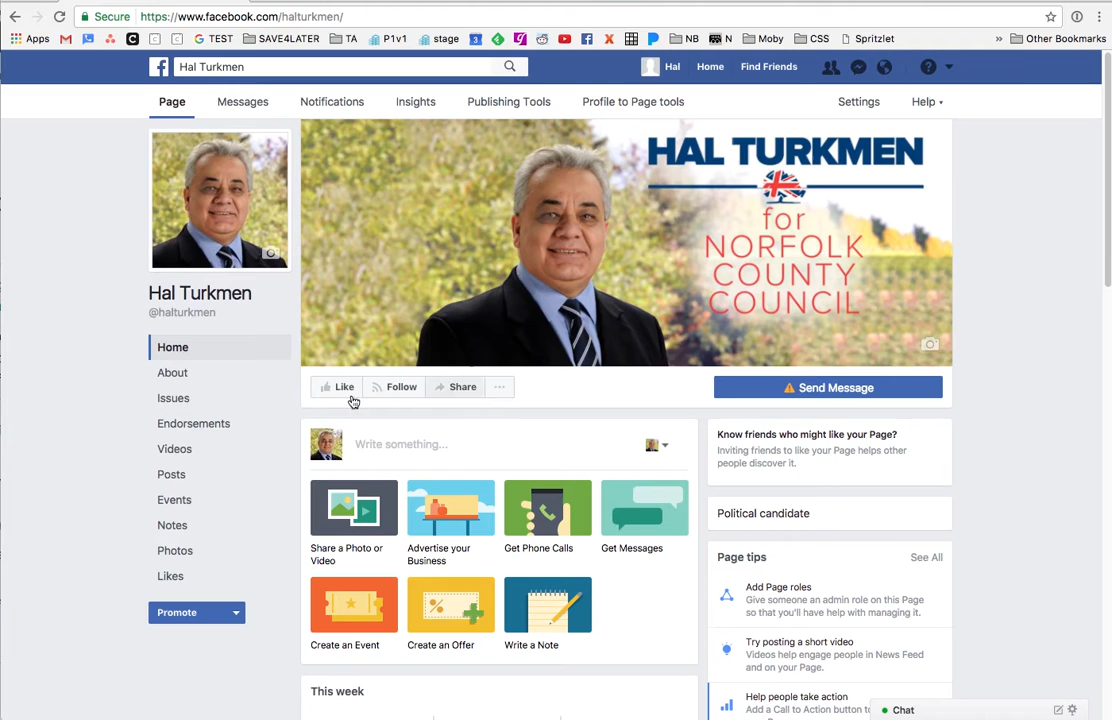 Secure https://www.facebook.com/halturkmen/
Apps TEST SAVE4LATER TA P1v1 stage NB N Moby CSS Spritzlet » Other Bookmarks
Hal Turkmen Hal Home Find Friends
Page Messages Notifications Insights Publishing Tools Profile to Page tools Settings Help
HAL TURKMEN
for
NORFOLK
COUNTY
COUNCIL
Hal Turkmen
@halturkmen
Home
About
Issues
Endorsements
Videos
Posts
Events
Notes
Photos
Likes
Promote
Like Follow Share ...
Send Message
Write something...
Share a Photo or
Video
Advertise your
Business
Get Phone Calls
Get Messages
Create an Event
Create an Offer
Write a Note
This week
Know friends who might like your Page?
Inviting friends to like your Page helps other
people discover it.
Political candidate
Page tips See All
Add Page roles
Give someone an admin role on this Page
so that you'll have help with managing it.
Try posting a short video
Videos help engage people in News Feed
and on your Page.
Help people take action
Add a Call to Action button to
Chat